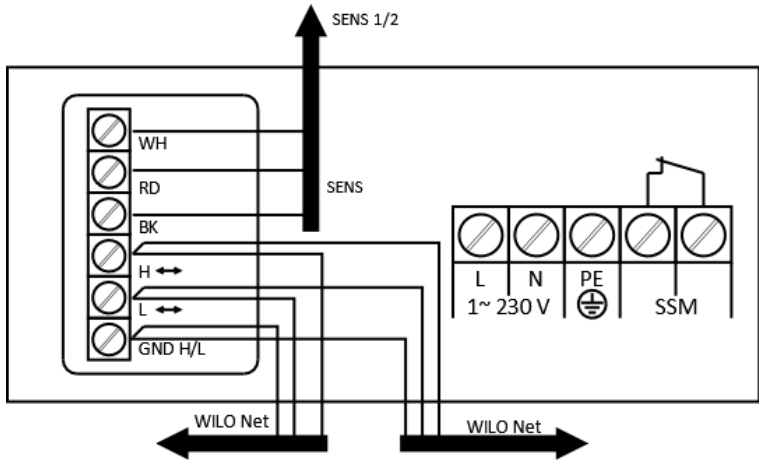 SENS 1/2
WH
RD
SENS
BK
H
L
GND H/L
L N PE
1~ 230 V SSM
WILO Net
WILO Net